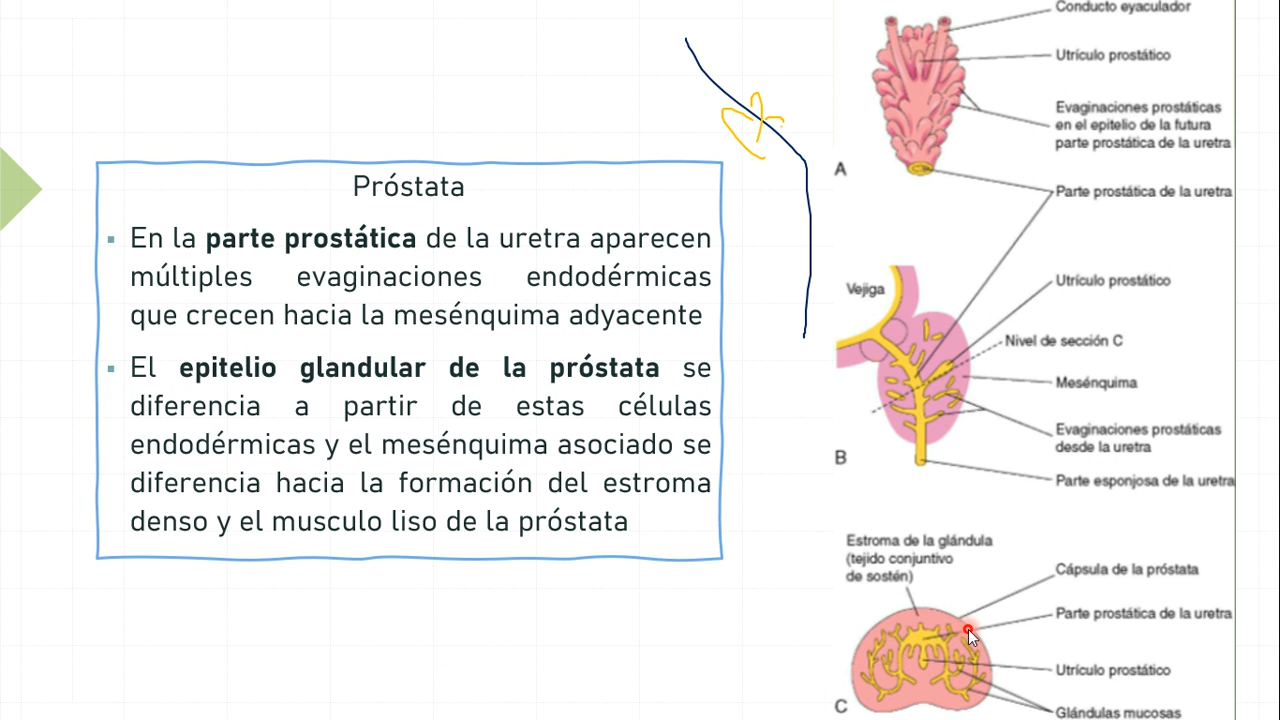 Próstata
▪ En la parte prostática de la uretra aparecen
múltiples evaginaciones endodérmicas
que crecen hacia la mesénquima adyacente
▪ El epitelio glandular de la próstata se
diferencia a partir de estas células
endodérmicas y el mesénquima asociado se
diferencia hacia la formación del estroma
denso y el musculo liso de la próstata
Conducto eyaculador
Utrículo prostático
Evaginaciones prostáticas
en el epitelio de la futura
parte prostática de la uretra
A
Parte prostática de la uretra
Vejiga
Utrículo prostático
Nivel de sección C
Mesénquima
Evaginaciones prostáticas
desde la uretra
B
Parte esponjosa de la uretra
Estroma de la glándula
(tejido conjuntivo
de sostén)
Cápsula de la próstata
Parte prostática de la uretra
Utrículo prostático
C
Glándulas mucosas